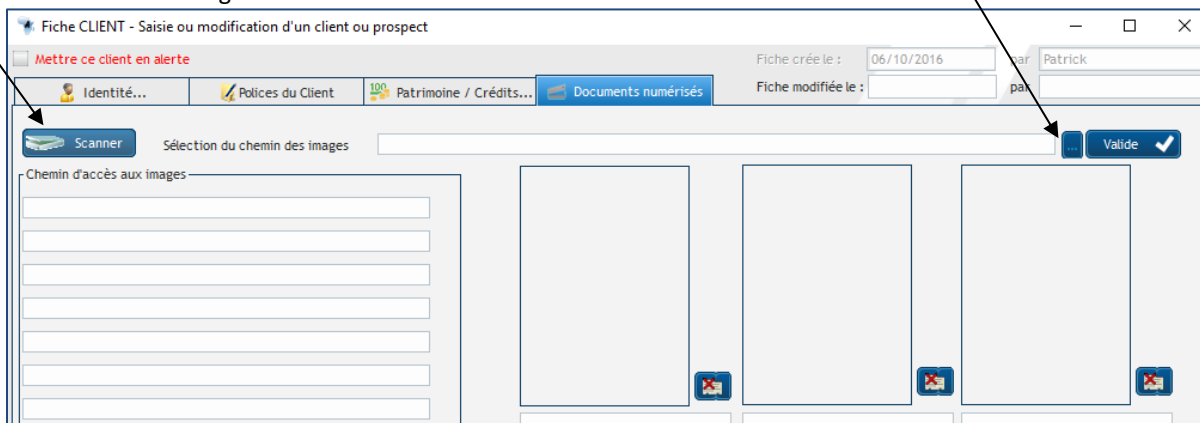 Fiche CLIENT - Saisie ou modification d'un client ou prospect
Mettre ce client en alerte
Fiche crée le : 06/10/2016 par Patrick
Identité... Polices du Client Patrimoine / Crédits... Documents numérisés Fiche modifiée le : par
Scanner Sélection du chemin des images ... Valide
Chemin d'accès aux images